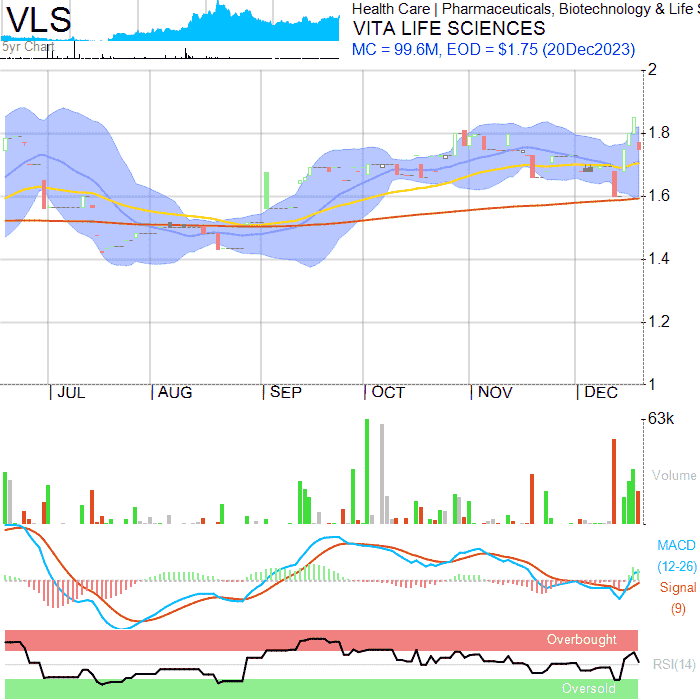 VLS
5yr Chart
Health Care | Pharmaceuticals, Biotechnology & Life S
VITA LIFE SCIENCES
MC = 99.6M, EOD = $1.75 (20Dec2023)
2
1.8
1.6
1.4
1.2
1
| JUL | AUG | SEP | OCT | NOV | DEC
63k
Volume
MACD
(12-26)
Signal
(9)
Overbought
RSI(14)
Oversold